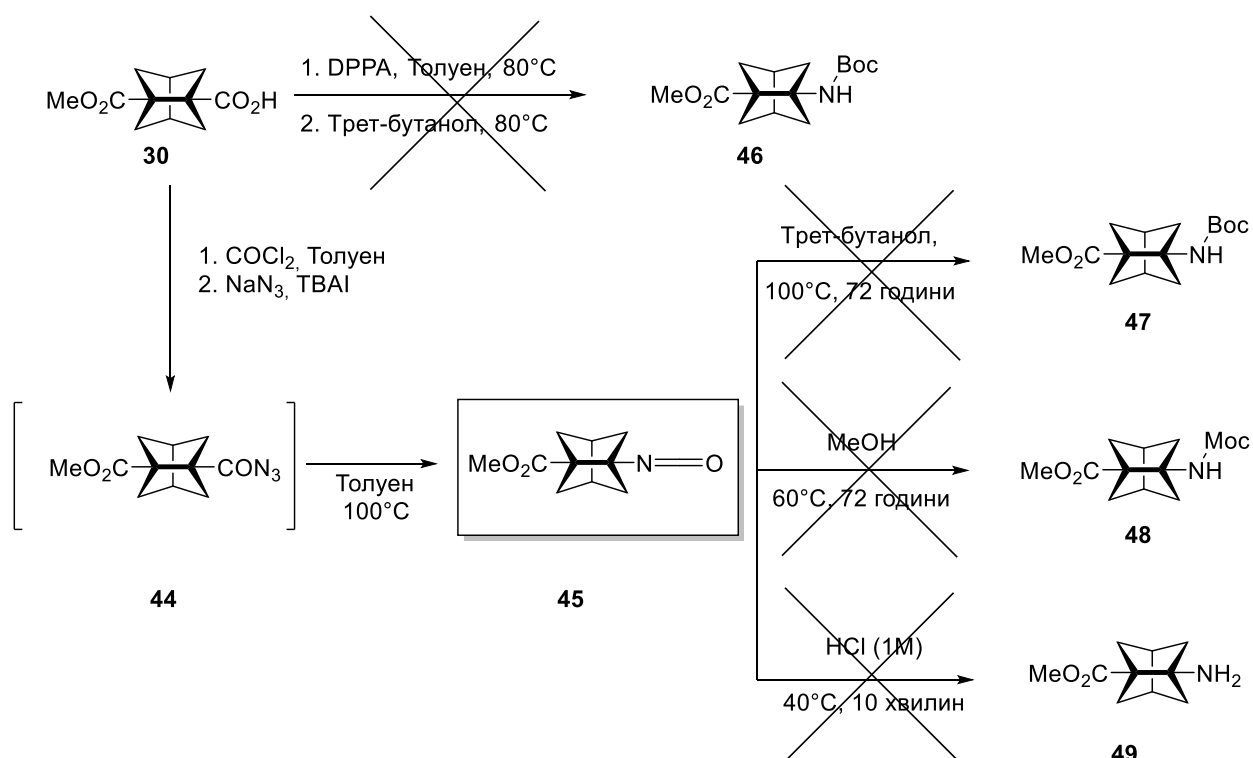 MeO2C
CO2H
30
1. DPPA, Толуен, 80°C
2. Трет-бутанол, 80°C
MeO2C
Boc
NH
46
1. COCl2, Толуен
2. NaN3, TBAI
Трет-бутанол,
100°C, 72 години
MeO2C
Boc
NH
47
MeO2C
CON3
44
Толуен
100°C
MeO2C
N
O
45
MeOH
60°C, 72 години
MeO2C
Moc
NH
48
HCl (1M)
40°C, 10 хвилин
MeO2C
NH2
49